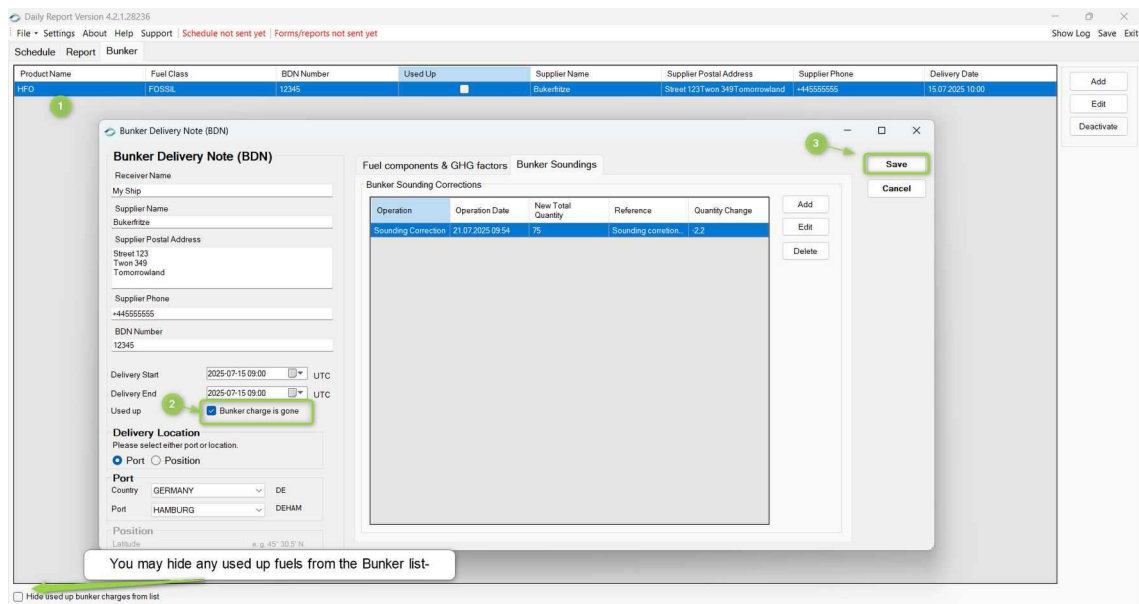 Daily Report Version 4.2.1.28236
File Settings About Help Support Schedule not sent yet Forms/reports not sent yet Show Log Save Exit
Schedule Report Bunker
Product Name Fuel Class BDN Number Used Up Supplier Name Supplier Postal Address Supplier Phone Delivery Date
HFO FOSSIL 12345 Bukerfritze Street 123Twon 349Tomorrowland +445555555 15.07.2025 10:00
Add
Edit
Deactivate
1
Bunker Delivery Note (BDN)
3
Bunker Delivery Note (BDN)
Receiver Name
My Ship
Supplier Name
Bukerfritze
Supplier Postal Address
Street 123
Twon 349
Tomorrowland
Supplier Phone
+445555555
BDN Number
12345
Delivery Start 2025-07-15 09:00 UTC
Delivery End 2025-07-15 09:00 UTC
2
Used up Bunker charge is gone
Delivery Location
Please select either port or location.
Port Position
Port
Country GERMANY DE
Port HAMBURG DEHAM
Position
Latitude e. g. 45° 30.5' N
Fuel components & GHG factors Bunker Soundings
Bunker Sounding Corrections
Operation Operation Date New Total Quantity Reference Quantity Change
Sounding Correction 21.07.2025 09:54 75 Sounding corretion... -2,2
Add
Edit
Delete
Save
Cancel
You may hide any used up fuels from the Bunker list-
Hide used up bunker charges from list